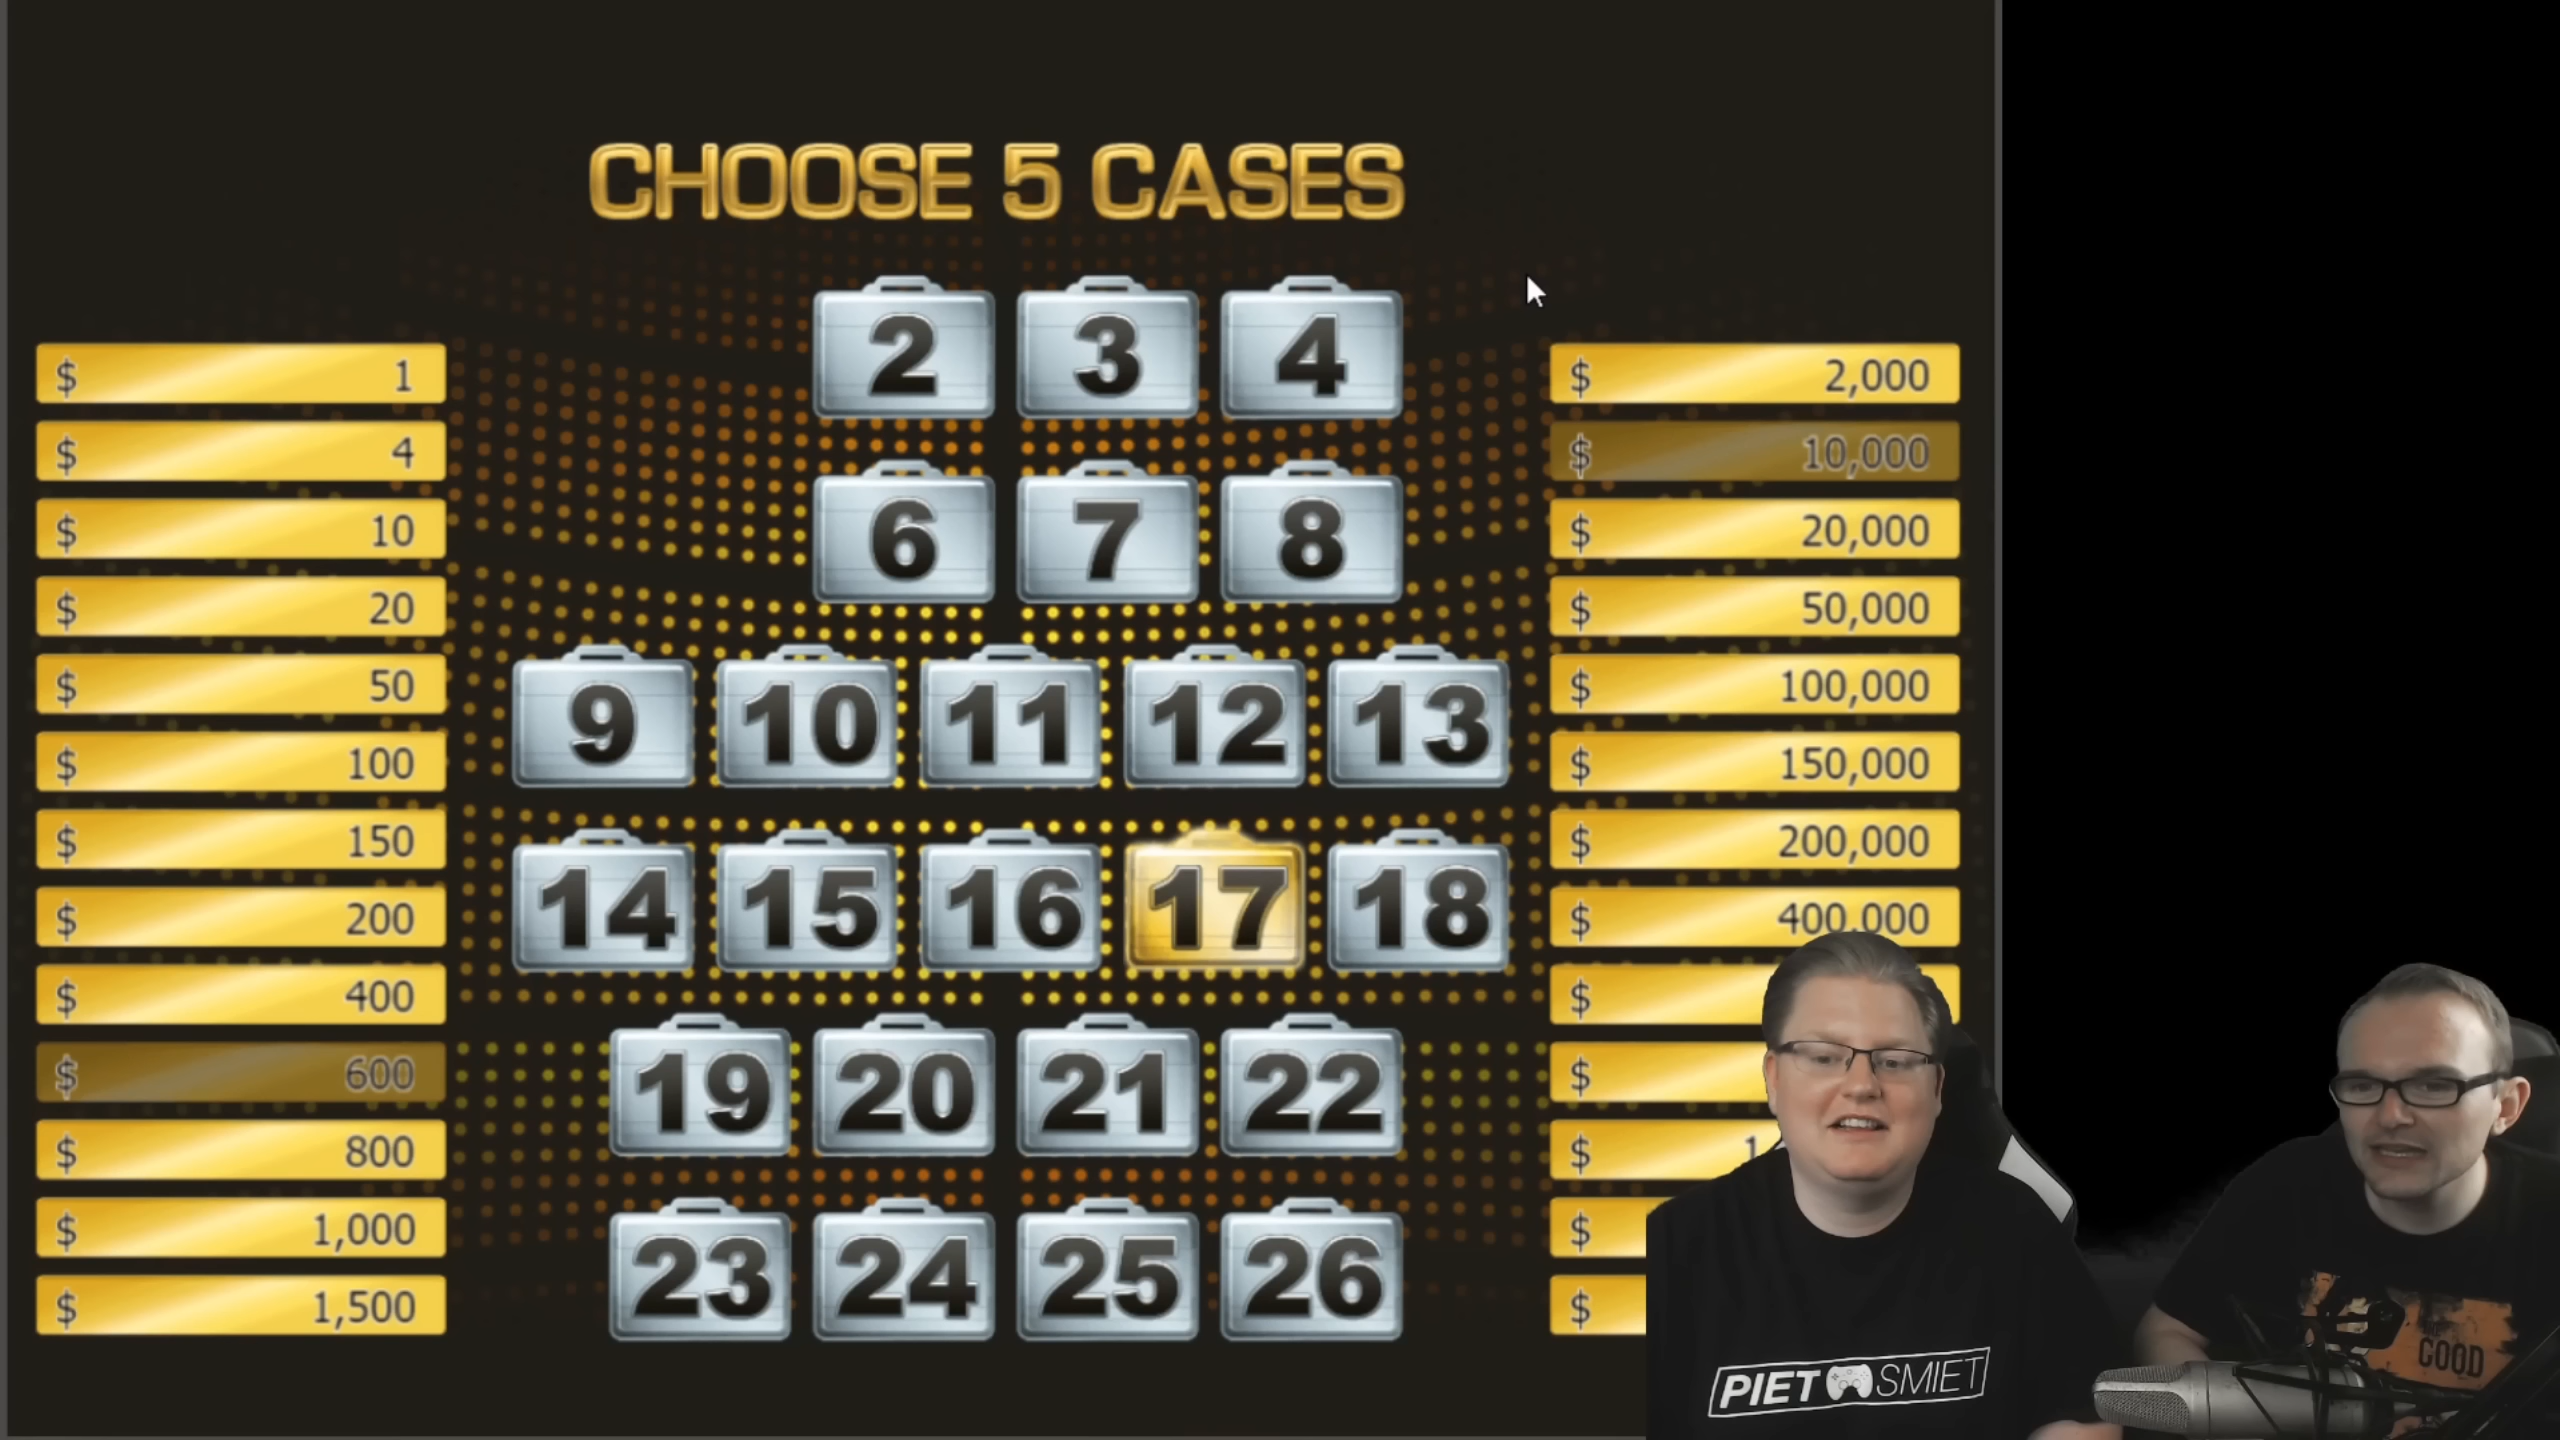 CHOOSE 5 CASES
2 3 4
6 7 8
9 10 11 12 13
14 15 16 17 18
19 20 21 22
23 24 25 26
$ 1
$ 4
$ 10
$ 20
$ 50
$ 100
$ 150
$ 200
$ 400
$ 600
$ 800
$ 1,000
$ 1,500
$ 2,000
$ 10,000
$ 20,000
$ 50,000
$ 100,000
$ 150,000
$ 200,000
$ 400,000
$
$
$ 1
$
$
PIET SMIET
GOOD